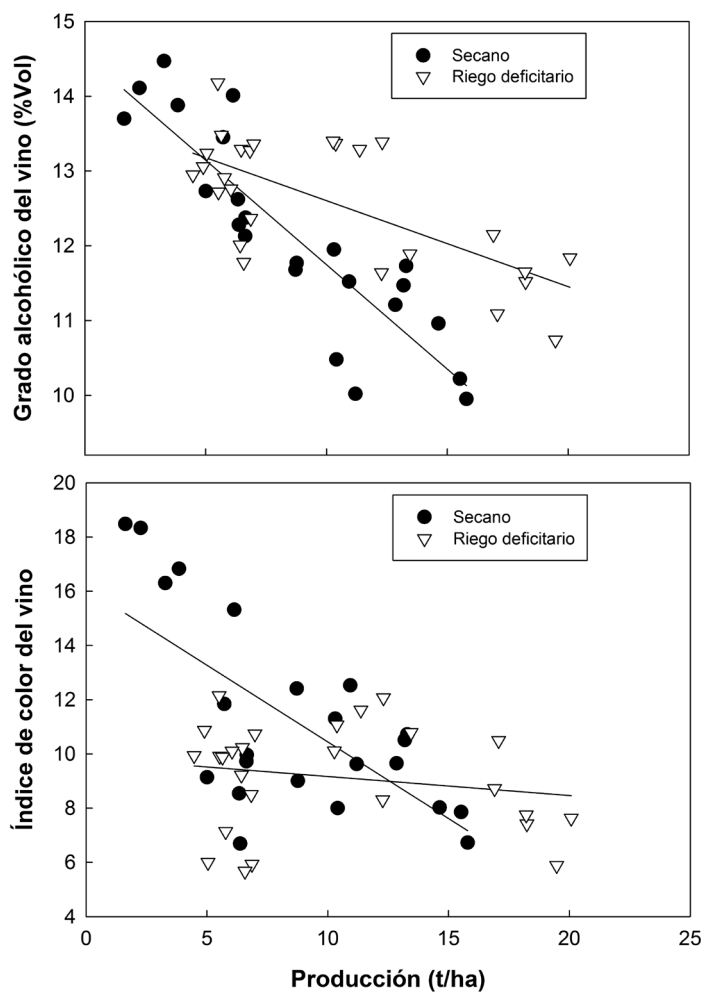 15
14
13
12
11
10
Grado alcohólico del vino (%Vol)
Secano
Riego deficitario
20
18
16
14
12
10
8
6
4
Índice de color del vino
Secano
Riego deficitario
0 5 10 15 20 25
Producción (t/ha)